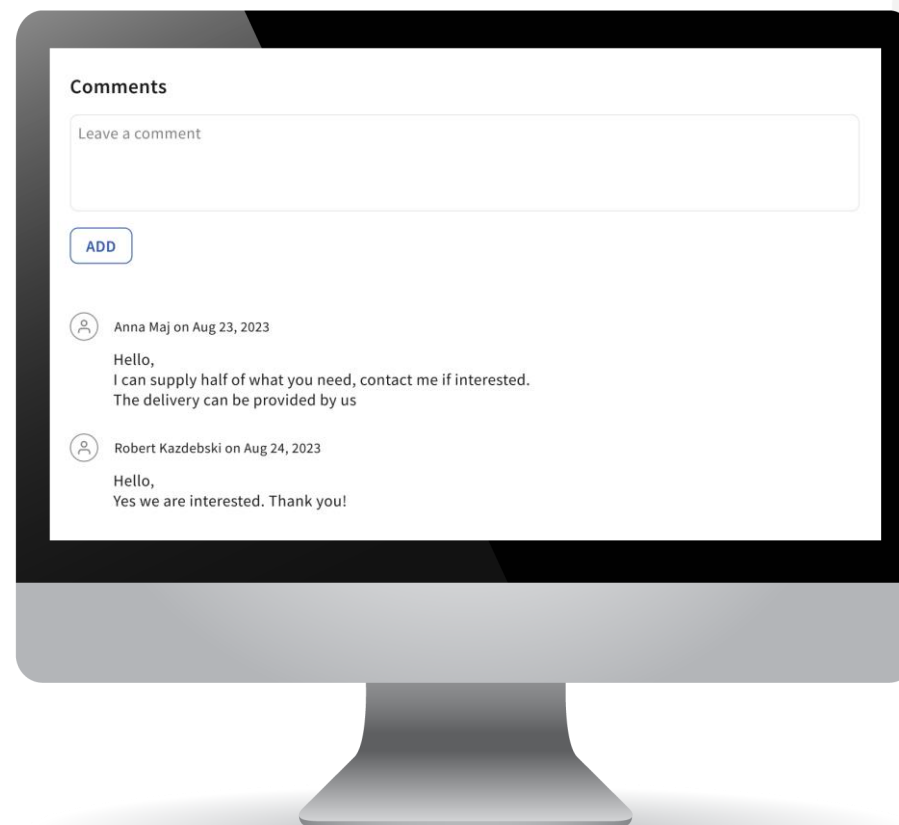 Comments
Leave a comment
ADD
Anna Maj on Aug 23, 2023
Hello,
I can supply half of what you need, contact me if interested.
The delivery can be provided by us
Robert Kazdebski on Aug 24, 2023
Hello,
Yes we are interested. Thank you!